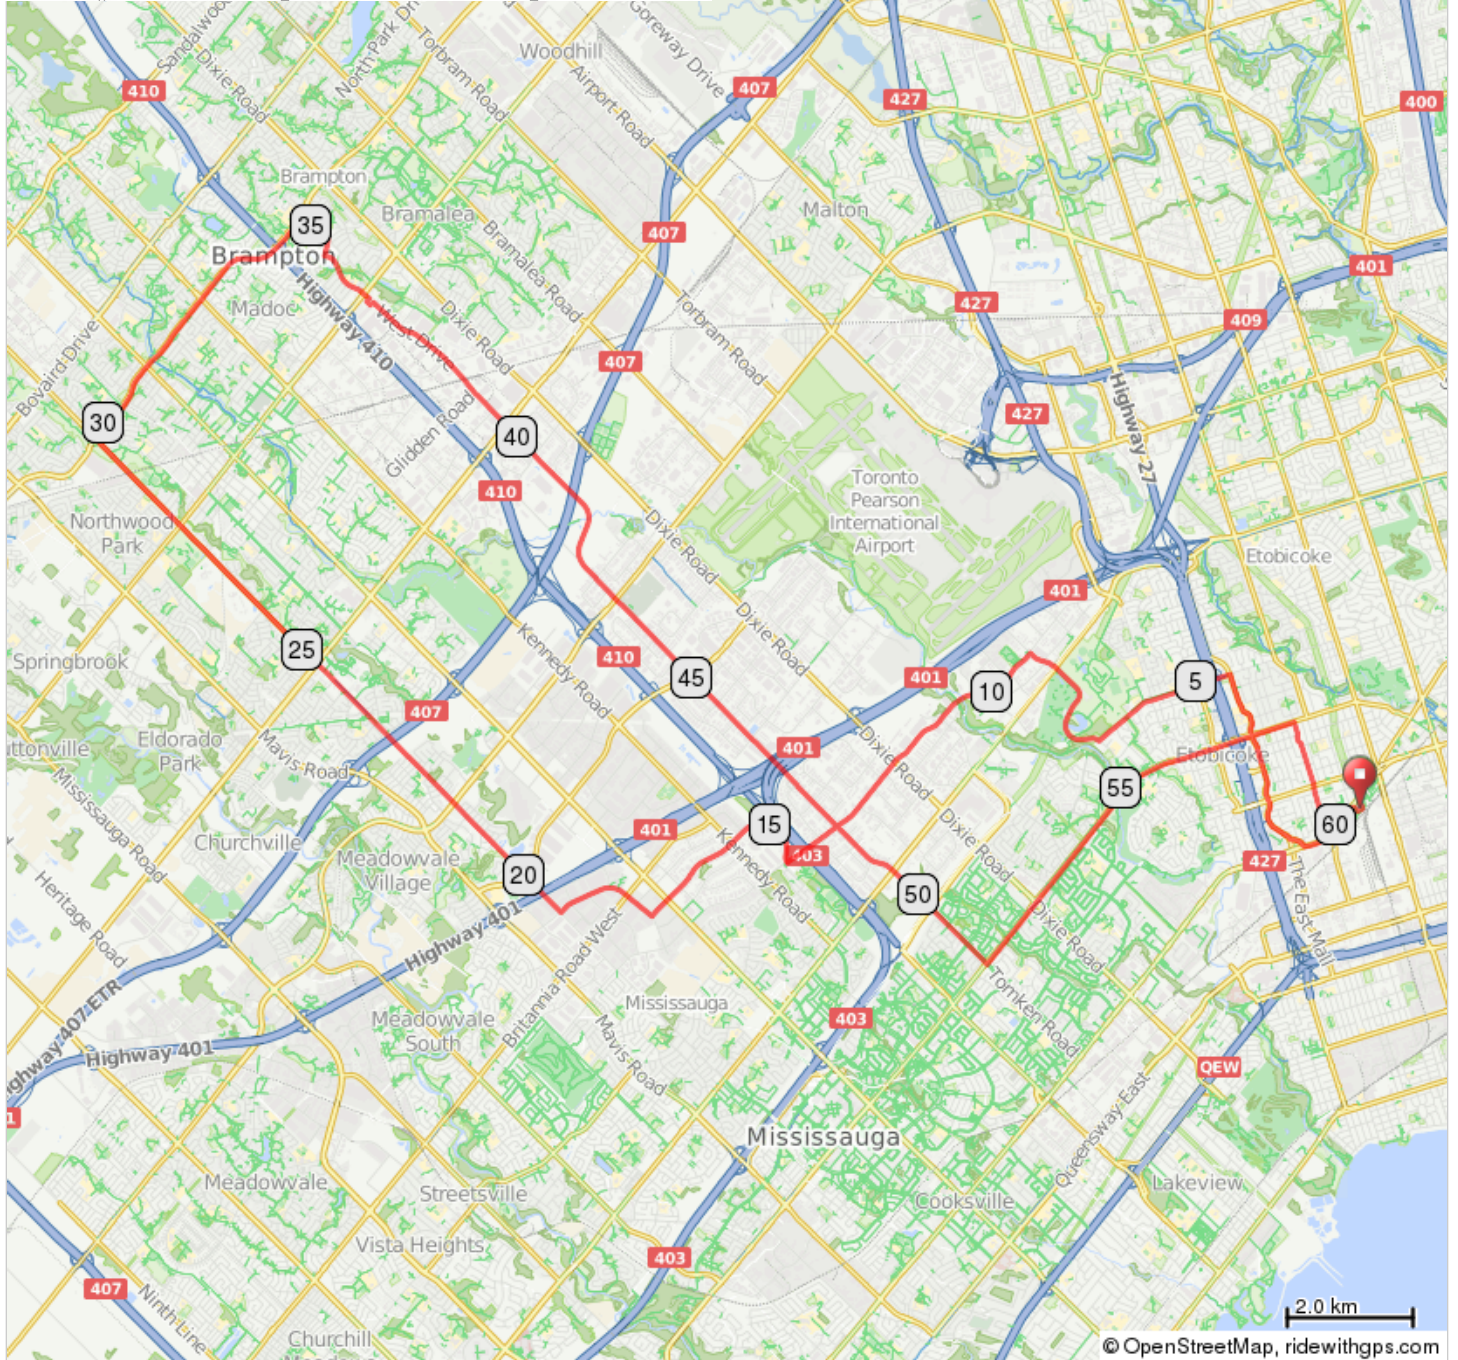 Sandalwood
North Park Dr
Goreway Drive
Woodhill
Torbram Road
Airport Road
Dixie Road
410
407
427
400
Brampton
Bramalea
Malton
35
Brampton
407
Bramalea Road
401
Madoc
Highway 410
427
409
Dixie Road
West Drive
Torbram Road
Bovaird Drive
407
Highway 27
427
30
40
Glidden Road
410
Toronto
Pearson
International
Airport
Northwood
Park
Dixie Road
Etobicoke
401
Dixie Road
Kennedy Road
25
410
Springbrook
45
401
10
5
407
uttonville
Eldorado
Park
Mavis Road
401
Dixie Road
Etobicoke
Mississauga Road
55
15
60
401
Churchville
Kennedy Road
403
Dixie Road
Meadowvale
Village
20
427
The East Mall
Heritage Road
50
Highway 401
Britannia Road West
Dixie Road
Mississauga
Tomken Road
Meadowvale
South
403
Mavis Road
Highway 407 ETR
Highway 401
QEW
1
Queensway East
Mississauga
Meadowvale
Streetsville
Cooksville
Lakeview
Vista Heights
403
407
Ninth Line
2.0 km
Churchill
© OpenStreetMap, ridewithgps.com